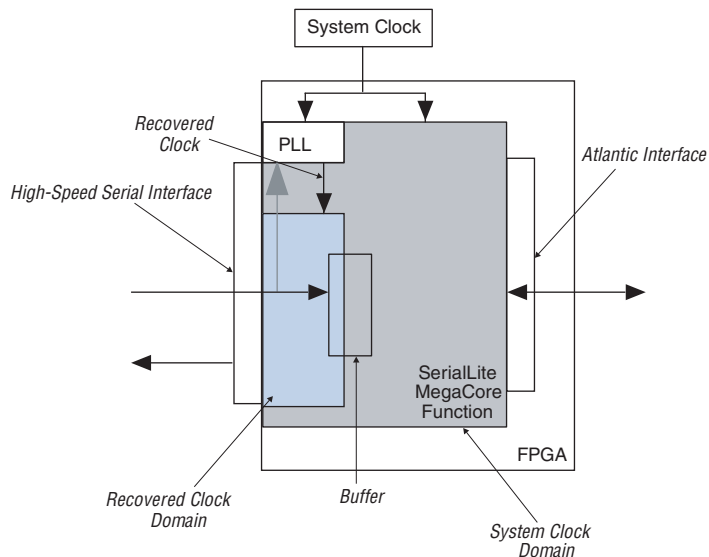 System Clock
Recovered
Clock
PLL
Atlantic Interface
High-Speed Serial Interface
SerialLite
MegaCore
Function
FPGA
Recovered Clock
Domain
Buffer
System Clock
Domain